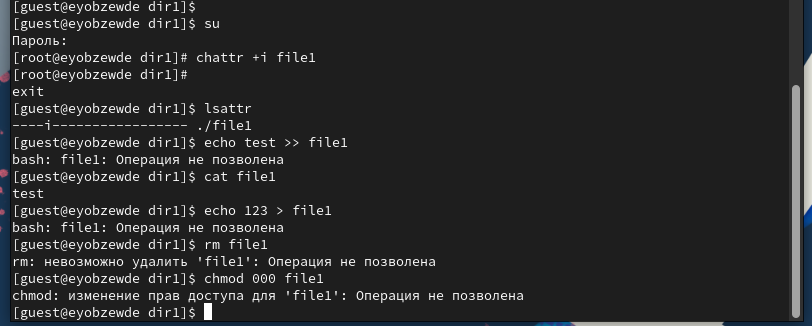 [guest@eyobzewde dir1]$
[guest@eyobzewde dir1]$ su
Пароль:
[root@eyobzewde dir1]# chattr +i file1
[root@eyobzewde dir1]#
exit
[guest@eyobzewde dir1]$ lsattr
----i----------------- ./file1
[guest@eyobzewde dir1]$ echo test >> file1
bash: file1: Операция не позволена
[guest@eyobzewde dir1]$ cat file1
test
[guest@eyobzewde dir1]$ echo 123 > file1
bash: file1: Операция не позволена
[guest@eyobzewde dir1]$ rm file1
rm: невозможно удалить 'file1': Операция не позволена
[guest@eyobzewde dir1]$ chmod 000 file1
chmod: изменение прав доступа для 'file1': Операция не позволена
[guest@eyobzewde dir1]$